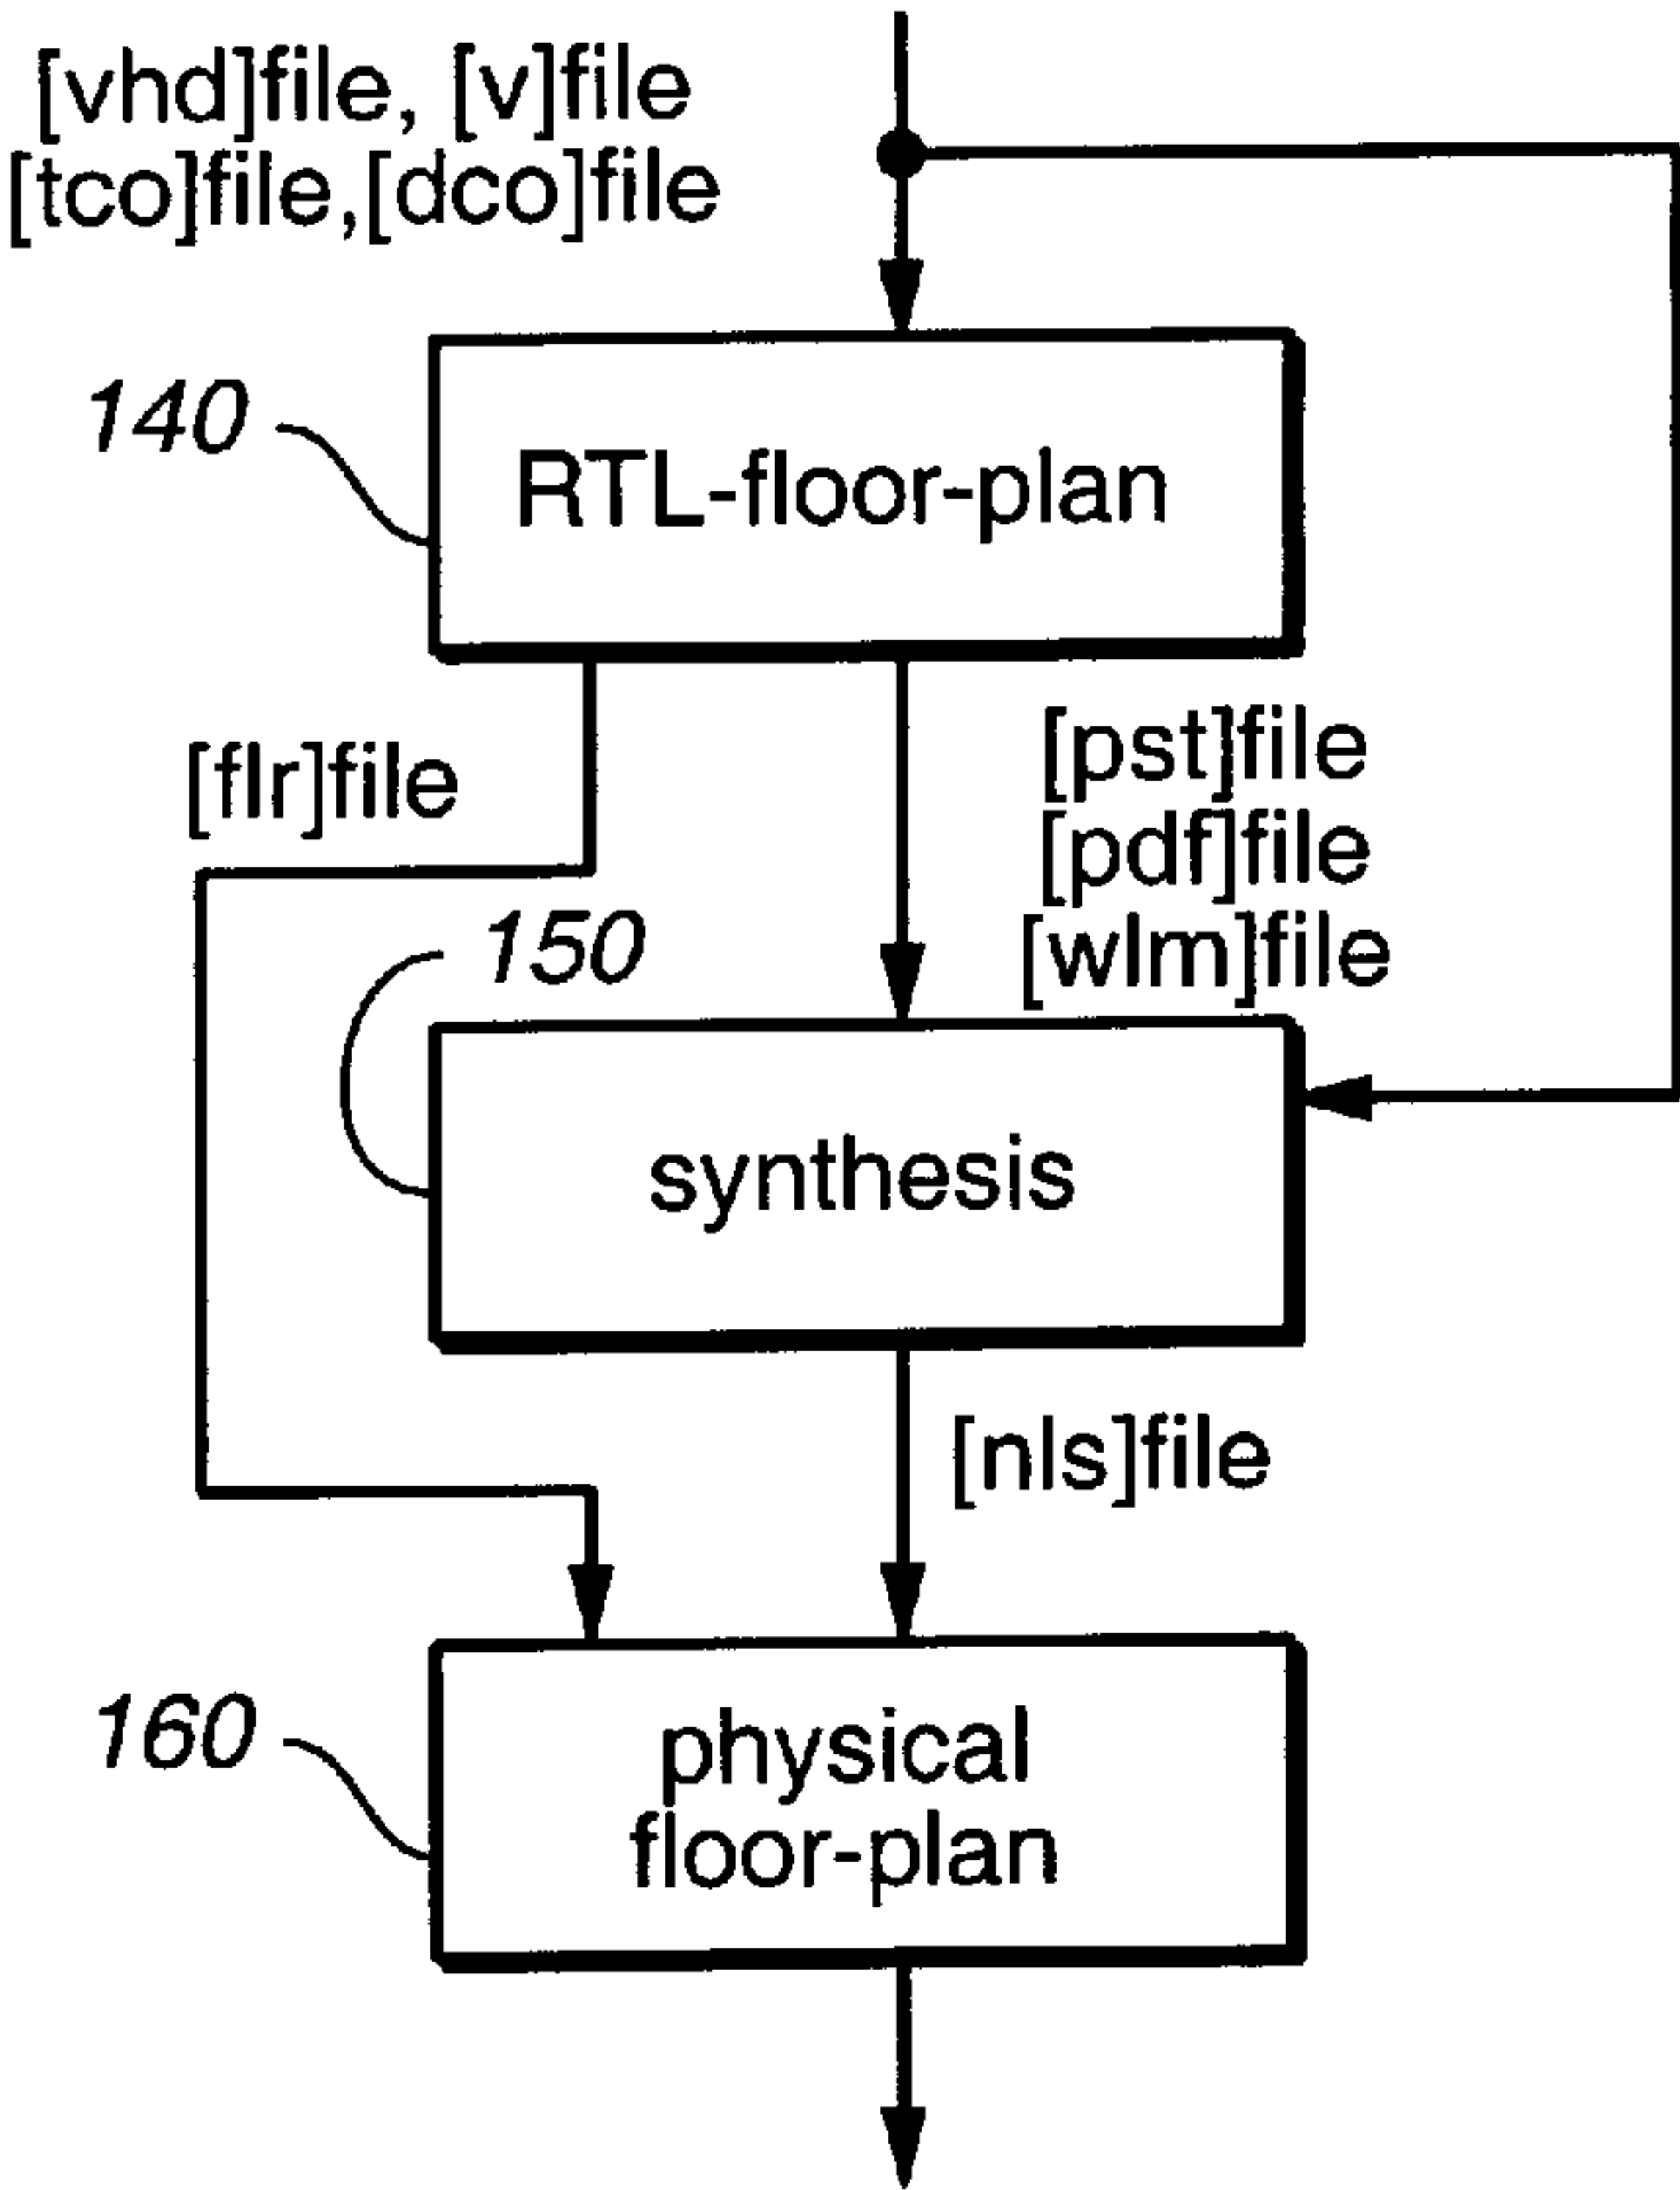 [vhd]file, [v]file
[tco]file,[dco]file
140
RTL-floor-plan
[flr]file
[pst]file
[pdf]file
[wlm]file
150
synthesis
[nls]file
160
physical
floor-plan